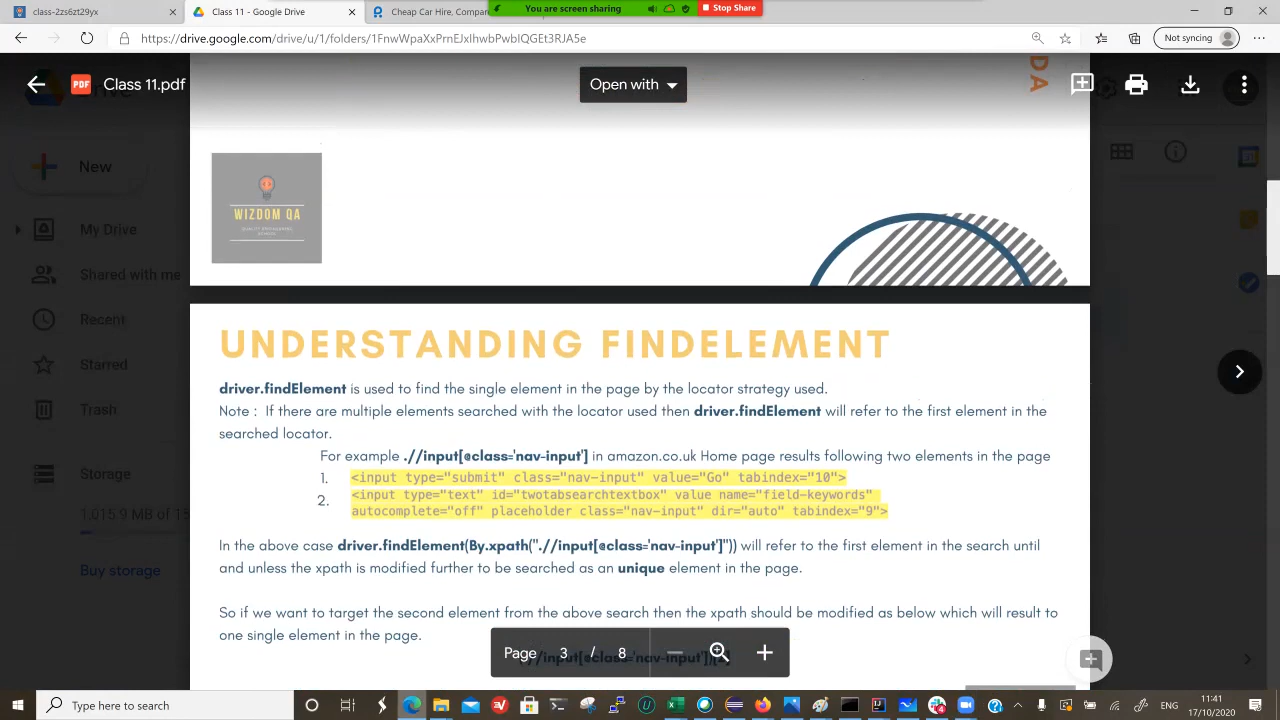 class-2zs6zt29yx
Class 11 - Google Drive
Cheap Car Hire, Compa
You are screen sharing
Stop Share
https://drive.google.com/drive/u/1/folders/1FnwWpaXxPrnEJxIhwbPwbIQGEt3RJA5e
Not syncing
PDF
Class 11.pdf
Open with
DA
New
WIZDOM QA
My Drive
Shared with me
Recent
Starred
Trash
Storage
1,015.9 MB of 15
Buy storage
UNDERSTANDING FINDELEMENT
driver.findElement is used to find the single element in the page by the locator strategy used.
Note : If there are multiple elements searched with the locator used then driver.findElement will refer to the first element in the
searched locator.
For example .//input[@class='nav-input'] in amazon.co.uk Home page results following two elements in the page
1. <input type="submit" class="nav-input" value="Go" tabindex="10">
2. <input type="text" id="twotabsearchtextbox" value name="field-keywords"
autocomplete="off" placeholder class="nav-input" dir="auto" tabindex="9">
In the above case driver.findElement(By.xpath(".//input[@class='nav-input']")) will refer to the first element in the search until
and unless the xpath is modified further to be searched as an unique element in the page.
So if we want to target the second element from the above search then the xpath should be modified as below which will result to
one single element in the page.
Page 3 / 8
Type here to search
11:41
17/10/2020